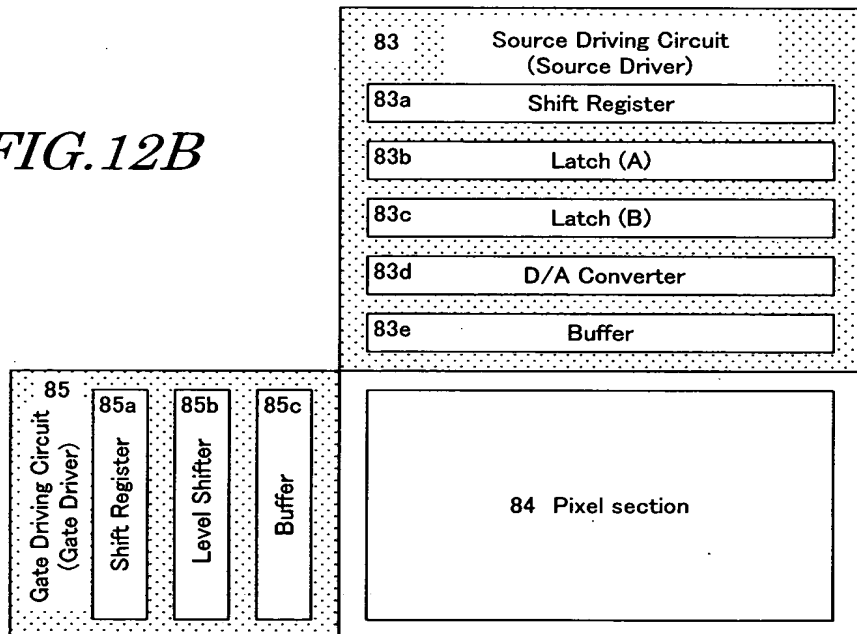 FIG.12B
83 Source Driving Circuit
(Source Driver)
83a Shift Register
83b Latch (A)
83c Latch (B)
83d D/A Converter
83e Buffer
85 Gate Driving Circuit
(Gate Driver)
85a Shift Register
85b Level Shifter
85c Buffer
84 Pixel section